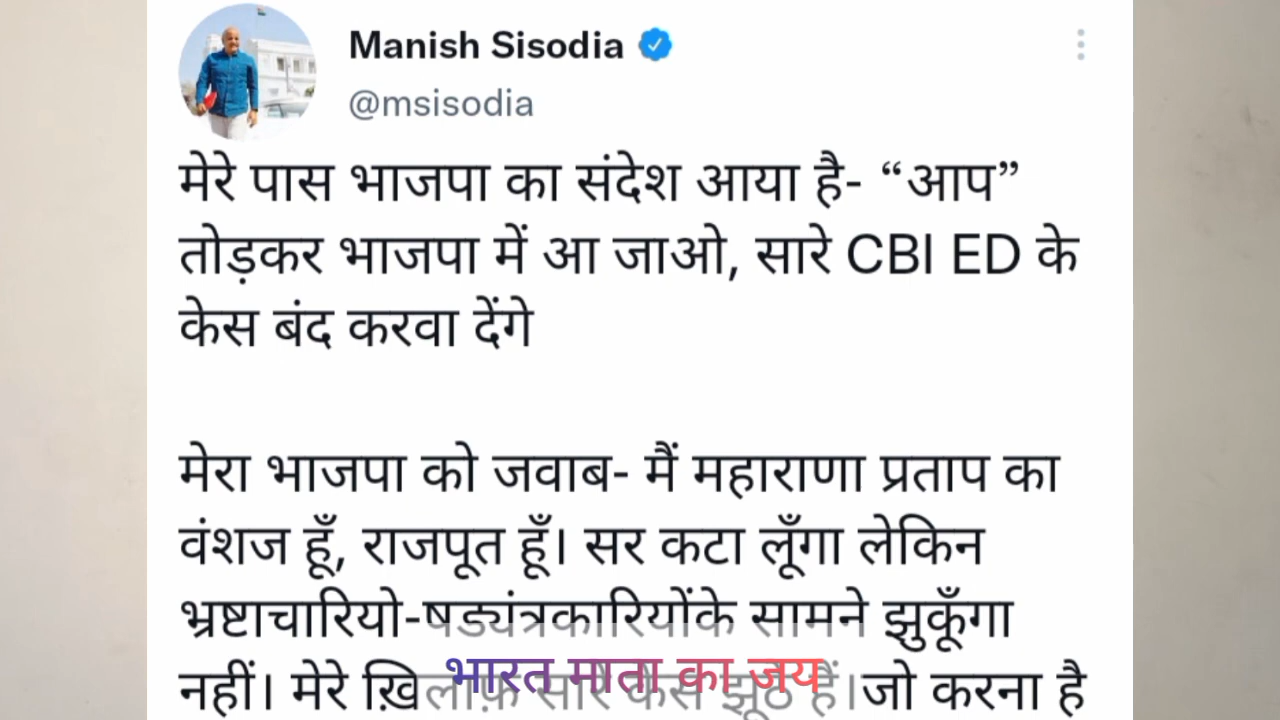 Manish Sisodia
@msisodia
मेरे पास भाजपा का संदेश आया है- “आप”
तोड़कर भाजपा में आ जाओ, सारे CBI ED के
केस बंद करवा देंगे
मेरा भाजपा को जवाब- मैं महाराणा प्रताप का
वंशज हूँ, राजपूत हूँ। सर कटा लूँगा लेकिन
भ्रष्टाचारियो-षड्यंत्रकारियोंके सामने झुकूँगा
नहीं। मेरे ख़िलाफ़ सारे केस झूठे हैं।जो करना है
भारत माता का जय